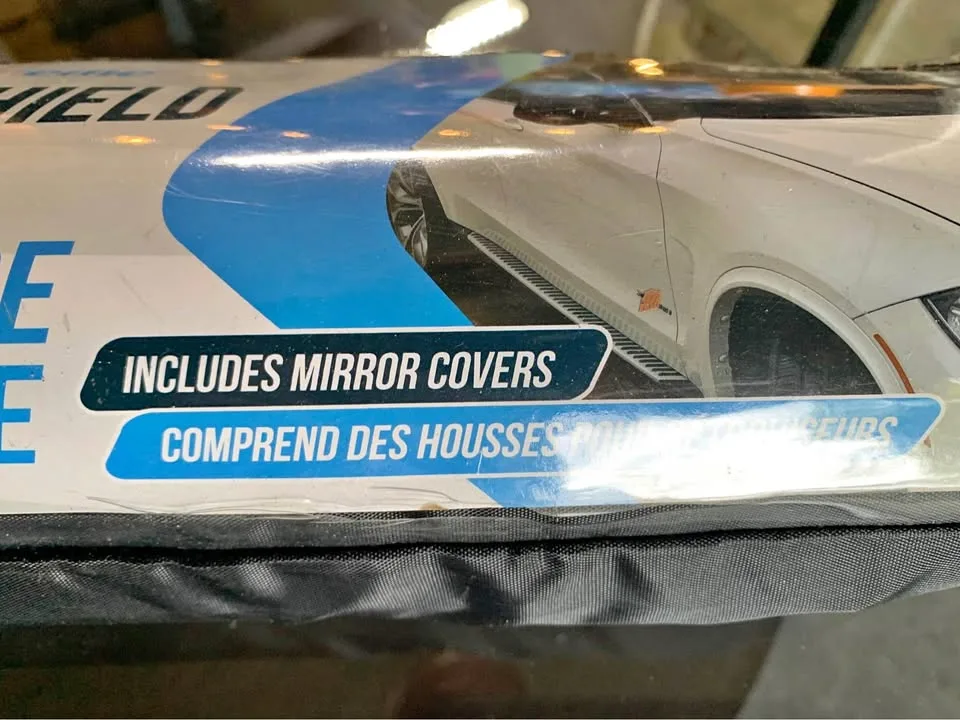 HIELD
E
E
INCLUDES MIRROR COVERS
COMPREND DES HOUSSES